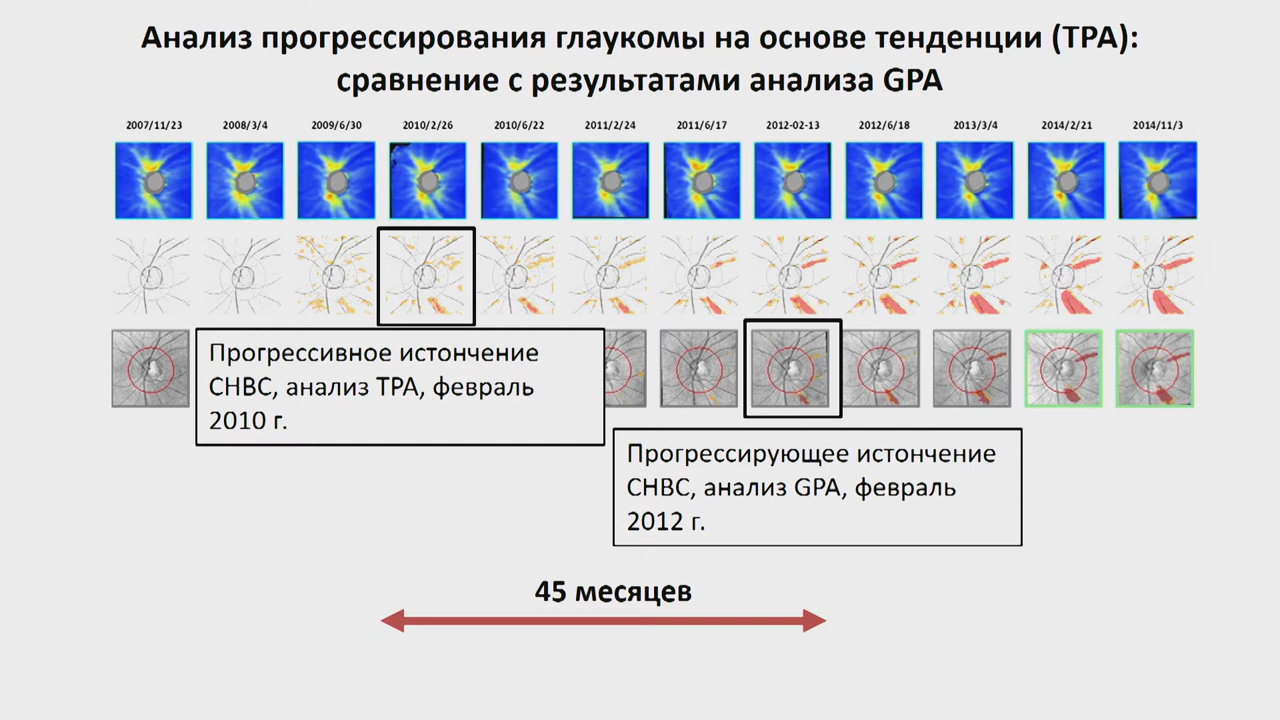 Анализ прогрессирования глаукомы на основе тенденции (TPA):
сравнение с результатами анализа GPA
2007/11/23 2008/3/4 2009/6/30 2010/2/26 2010/6/22 2011/2/24 2011/6/17 2012-02-13 2012/6/18 2013/3/4 2014/2/21 2014/11/3
Прогрессивное истончение
СНВС, анализ TPA, февраль
2010 г.
Прогрессирующее истончение
СНВС, анализ GPA, февраль
2012 г.
45 месяцев